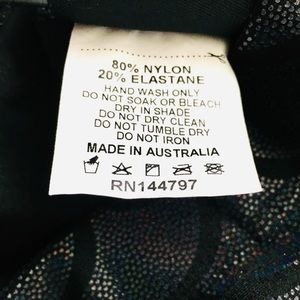 80% NYLON
20% ELASTANE
HAND WASH ONLY
DO NOT SOAK OR BLEACH
DRY IN SHADE
DO NOT DRY CLEAN
DO NOT TUMBLE DRY
DO NOT IRON
MADE IN AUSTRALIA
RN144797